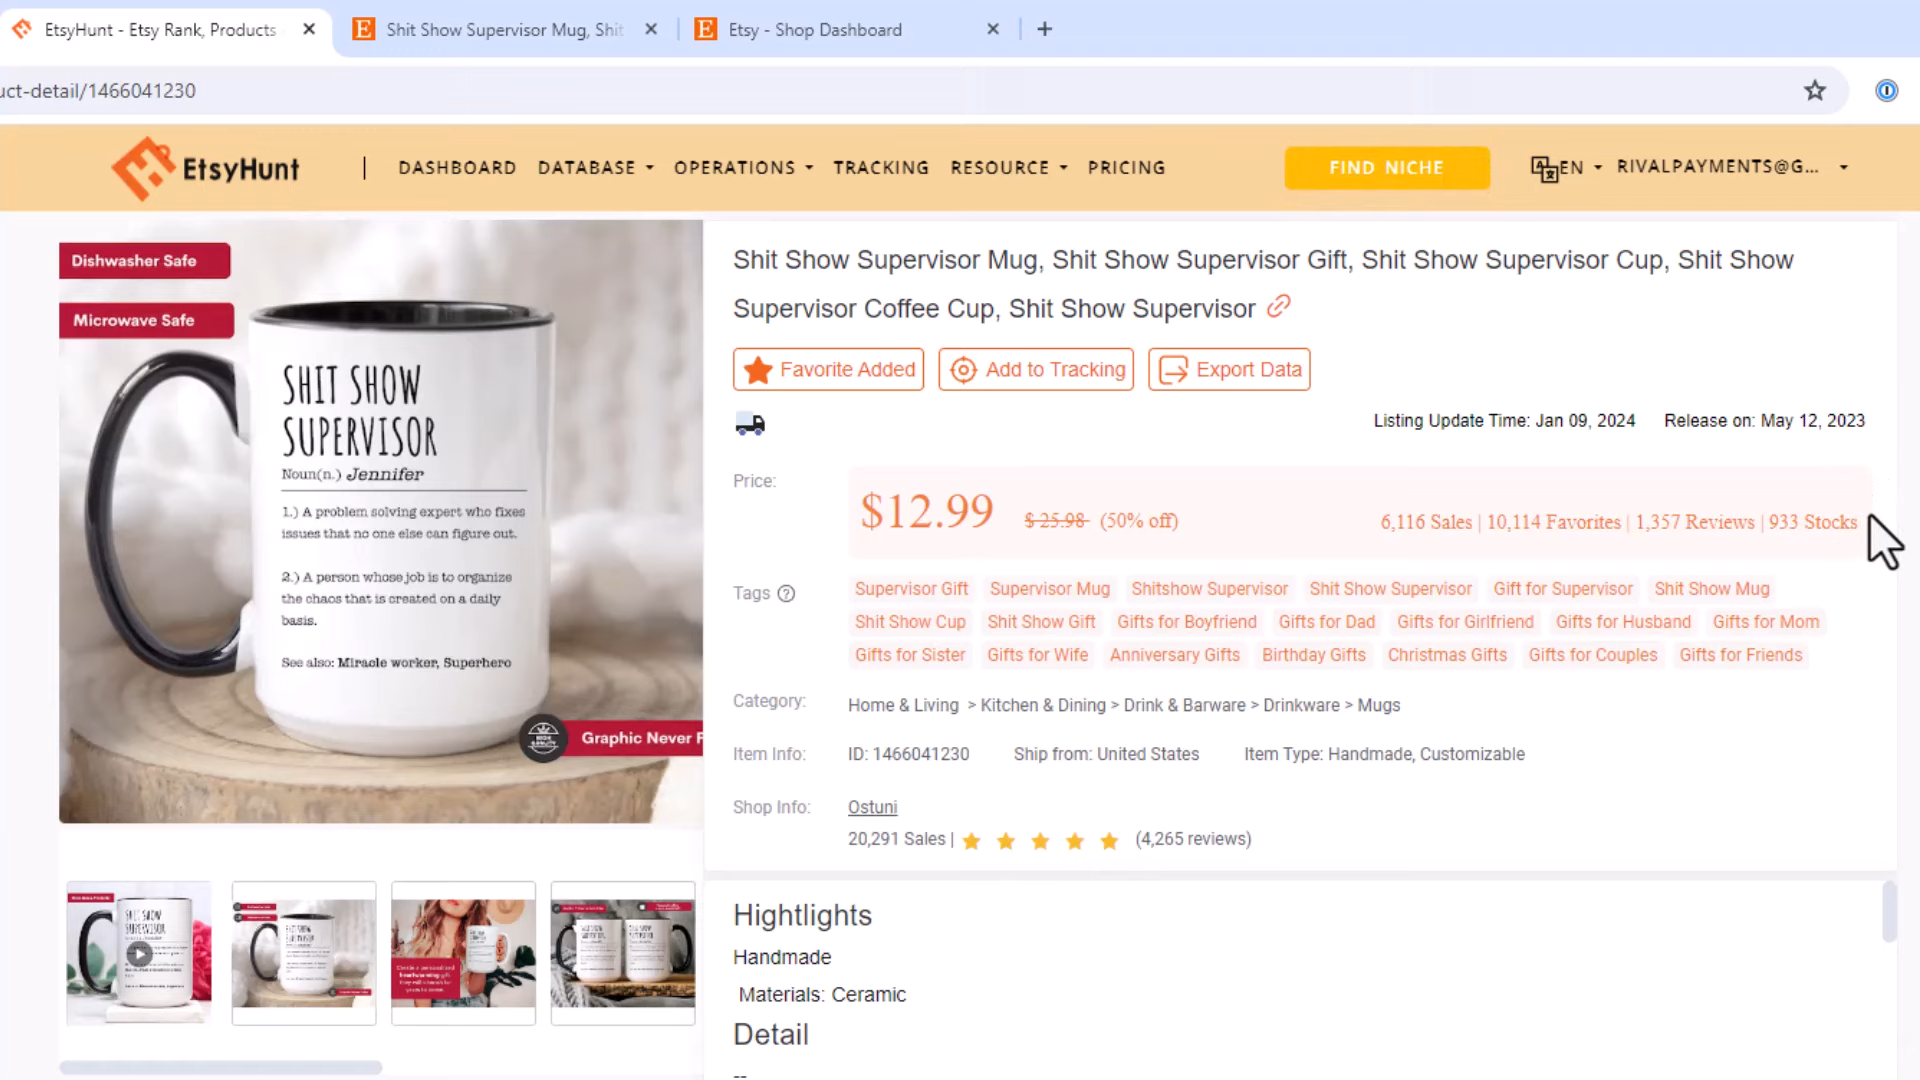 EtsyHunt - Etsy Rank, Products
Shit Show Supervisor Mug, Shit
Etsy - Shop Dashboard
uct-detail/1466041230
EtsyHunt
DASHBOARD DATABASE OPERATIONS TRACKING RESOURCE PRICING
FIND NICHE
EN
RIVALPAYMENTS@G...
Dishwasher Safe
Microwave Safe
SHIT SHOW
SUPERVISOR
Noun(n.) Jennifer
1.) A problem solving expert who fixes
issues that no one else can figure out.
2.) A person whose job is to organize
the chaos that is created on a daily
basis.
See also: Miracle worker, Superhero
HIGH QUALITY
Graphic Never F
Shit Show Supervisor Mug, Shit Show Supervisor Gift, Shit Show Supervisor Cup, Shit Show
Supervisor Coffee Cup, Shit Show Supervisor
Favorite Added
Add to Tracking
Export Data
Listing Update Time: Jan 09, 2024 Release on: May 12, 2023
Price:
$12.99 $ 25.98 (50% off)
6,116 Sales | 10,114 Favorites | 1,357 Reviews | 933 Stocks
Tags
Supervisor Gift Supervisor Mug Shitshow Supervisor Shit Show Supervisor Gift for Supervisor Shit Show Mug
Shit Show Cup Shit Show Gift Gifts for Boyfriend Gifts for Dad Gifts for Girlfriend Gifts for Husband Gifts for Mom
Gifts for Sister Gifts for Wife Anniversary Gifts Birthday Gifts Christmas Gifts Gifts for Couples Gifts for Friends
Category: Home & Living > Kitchen & Dining > Drink & Barware > Drinkware > Mugs
Item Info: ID: 1466041230 Ship from: United States Item Type: Handmade, Customizable
Shop Info: Ostuni
20,291 Sales | (4,265 reviews)
Hightlights
Handmade
Materials: Ceramic
Detail
--
SHIT SHOW
SUPERVISOR